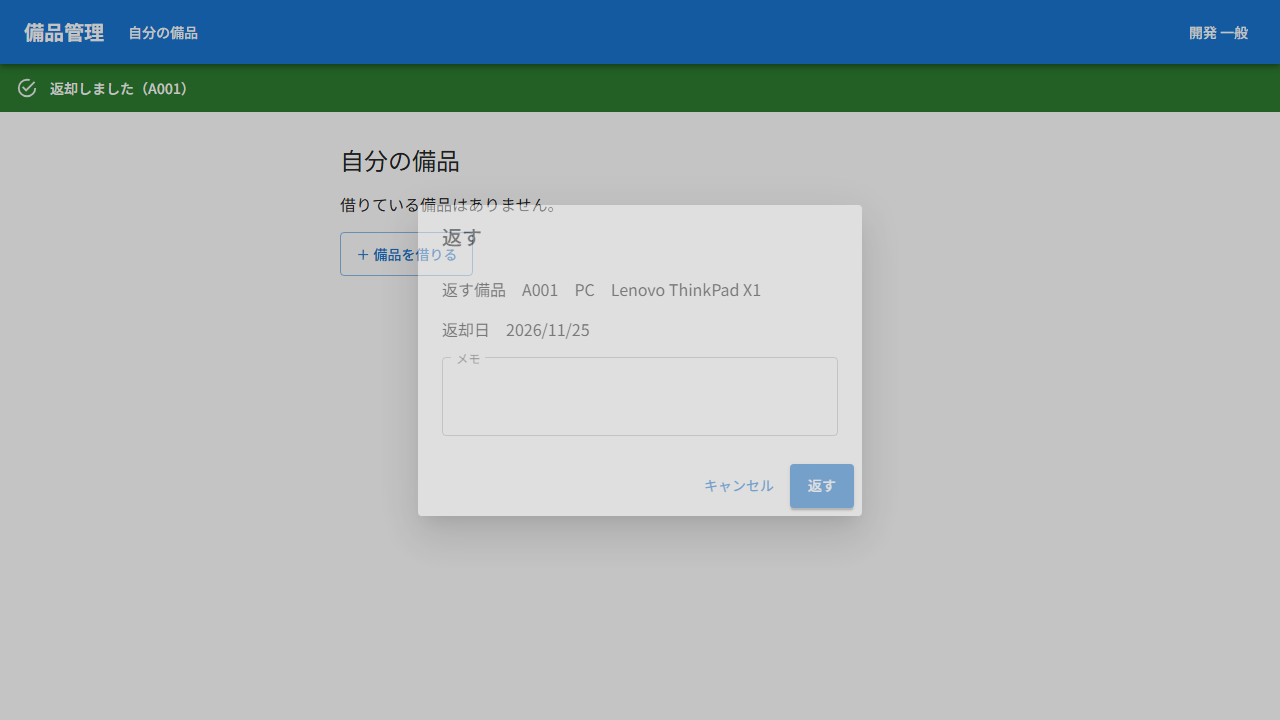 備品管理
自分の備品
開発 一般
返却しました（A001）
自分の備品
借りている備品はありません。
＋ 備品を借りる
返す
返す備品　A001　PC　Lenovo ThinkPad X1
返却日　2026/11/25
メモ
キャンセル
返す